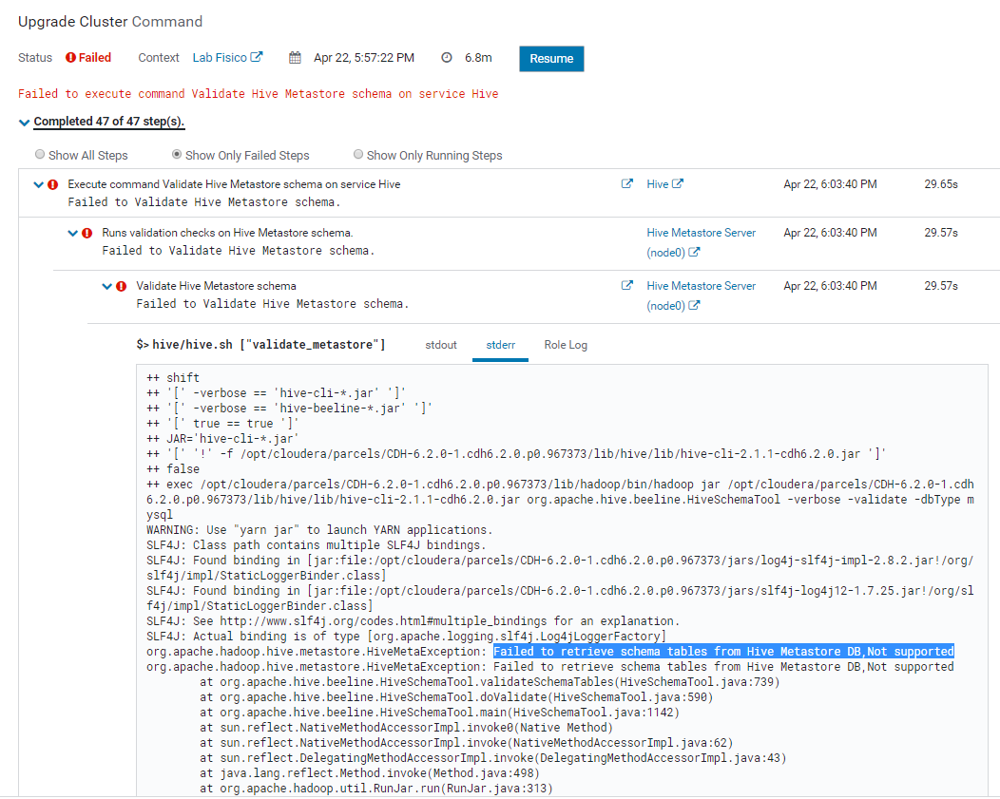 Upgrade Cluster Command
Status Failed Context Lab Fisico Apr 22, 5:57:22 PM 6.8m Resume
Failed to execute command Validate Hive Metastore schema on service Hive
Completed 47 of 47 step(s).
Show All Steps Show Only Failed Steps Show Only Running Steps
Execute command Validate Hive Metastore schema on service Hive Hive Apr 22, 6:03:40 PM 29.65s
Failed to Validate Hive Metastore schema.
Runs validation checks on Hive Metastore schema. Hive Metastore Server Apr 22, 6:03:40 PM 29.57s
Failed to Validate Hive Metastore schema. (node0)
Validate Hive Metastore schema Hive Metastore Server Apr 22, 6:03:40 PM 29.57s
Failed to Validate Hive Metastore schema. (node0)
$> hive/hive.sh ["validate_metastore"] stdout stderr Role Log
++ shift
++ '[' -verbose == 'hive-cli-*.jar' ']'
++ '[' -verbose == 'hive-beeline-*.jar' ']'
++ '[' true == true ']'
++ JAR='hive-cli-*.jar'
++ '[' '!' -f /opt/cloudera/parcels/CDH-6.2.0-1.cdh6.2.0.p0.967373/lib/hive/lib/hive-cli-2.1.1-cdh6.2.0.jar ']'
++ false
++ exec /opt/cloudera/parcels/CDH-6.2.0-1.cdh6.2.0.p0.967373/lib/hadoop/bin/hadoop jar /opt/cloudera/parcels/CDH-6.2.0-1.cdh
6.2.0.p0.967373/lib/hive/lib/hive-cli-2.1.1-cdh6.2.0.jar org.apache.hive.beeline.HiveSchemaTool -verbose -validate -dbType m
ysql
WARNING: Use "yarn jar" to launch YARN applications.
SLF4J: Class path contains multiple SLF4J bindings.
SLF4J: Found binding in [jar:file:/opt/cloudera/parcels/CDH-6.2.0-1.cdh6.2.0.p0.967373/jars/log4j-slf4j-impl-2.8.2.jar!/org/
slf4j/impl/StaticLoggerBinder.class]
SLF4J: Found binding in [jar:file:/opt/cloudera/parcels/CDH-6.2.0-1.cdh6.2.0.p0.967373/jars/slf4j-log4j12-1.7.25.jar!/org/sl
f4j/impl/StaticLoggerBinder.class]
SLF4J: See http://www.slf4j.org/codes.html#multiple_bindings for an explanation.
SLF4J: Actual binding is of type [org.apache.logging.slf4j.Log4jLoggerFactory]
org.apache.hadoop.hive.metastore.HiveMetaException: Failed to retrieve schema tables from Hive Metastore DB,Not supported
org.apache.hadoop.hive.metastore.HiveMetaException: Failed to retrieve schema tables from Hive Metastore DB,Not supported
at org.apache.hive.beeline.HiveSchemaTool.validateSchemaTables(HiveSchemaTool.java:739)
at org.apache.hive.beeline.HiveSchemaTool.doValidate(HiveSchemaTool.java:590)
at org.apache.hive.beeline.HiveSchemaTool.main(HiveSchemaTool.java:1142)
at sun.reflect.NativeMethodAccessorImpl.invoke0(Native Method)
at sun.reflect.NativeMethodAccessorImpl.invoke(NativeMethodAccessorImpl.java:62)
at sun.reflect.DelegatingMethodAccessorImpl.invoke(DelegatingMethodAccessorImpl.java:43)
at java.lang.reflect.Method.invoke(Method.java:498)
at org.apache.hadoop.util.RunJar.run(RunJar.java:313)